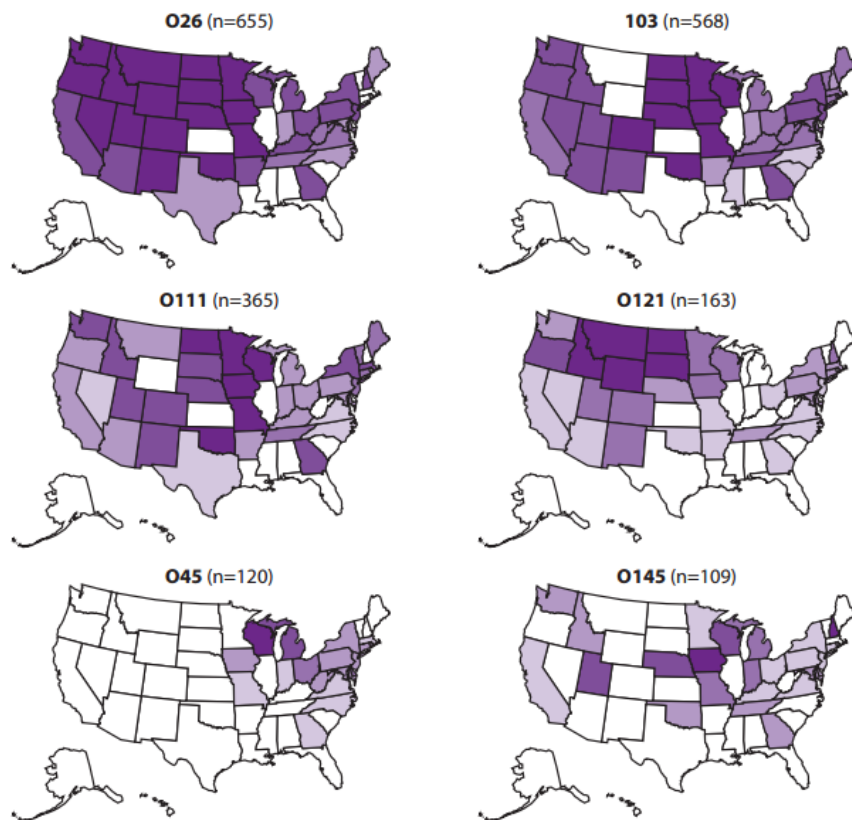 O26 (n=655)
103 (n=568)
O111 (n=365)
O121 (n=163)
O45 (n=120)
O145 (n=109)